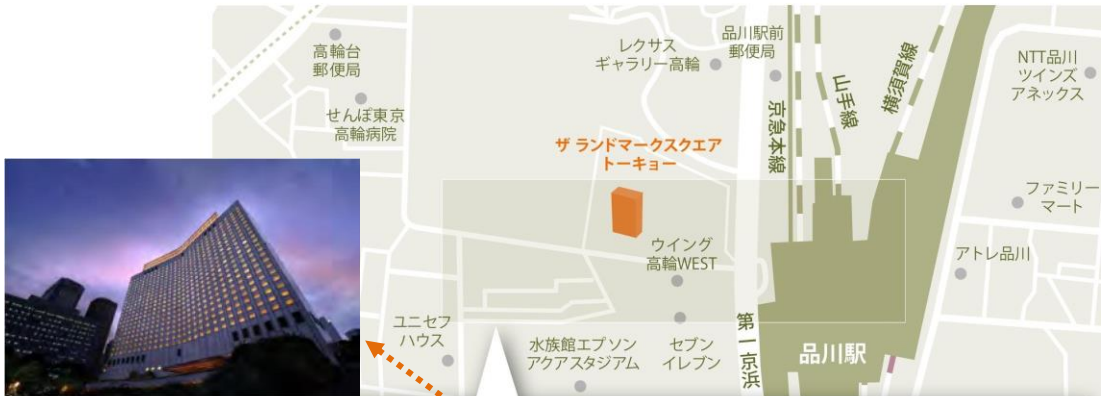 高輪台
郵便局
せんぽ東京
高輪病院
レクサス
ギャラリー高輪
品川駅前
郵便局
京急本線
山手線
横須賀線
NTT品川
ツインズ
アネックス
ザ ランドマークスクエア
トーキョー
ファミリー
マート
ウイング
高輪WEST
アトレ品川
ユニセフ
ハウス
水族館エプソン
アクアスタジアム
セブン
イレブン
第一京浜
品川駅